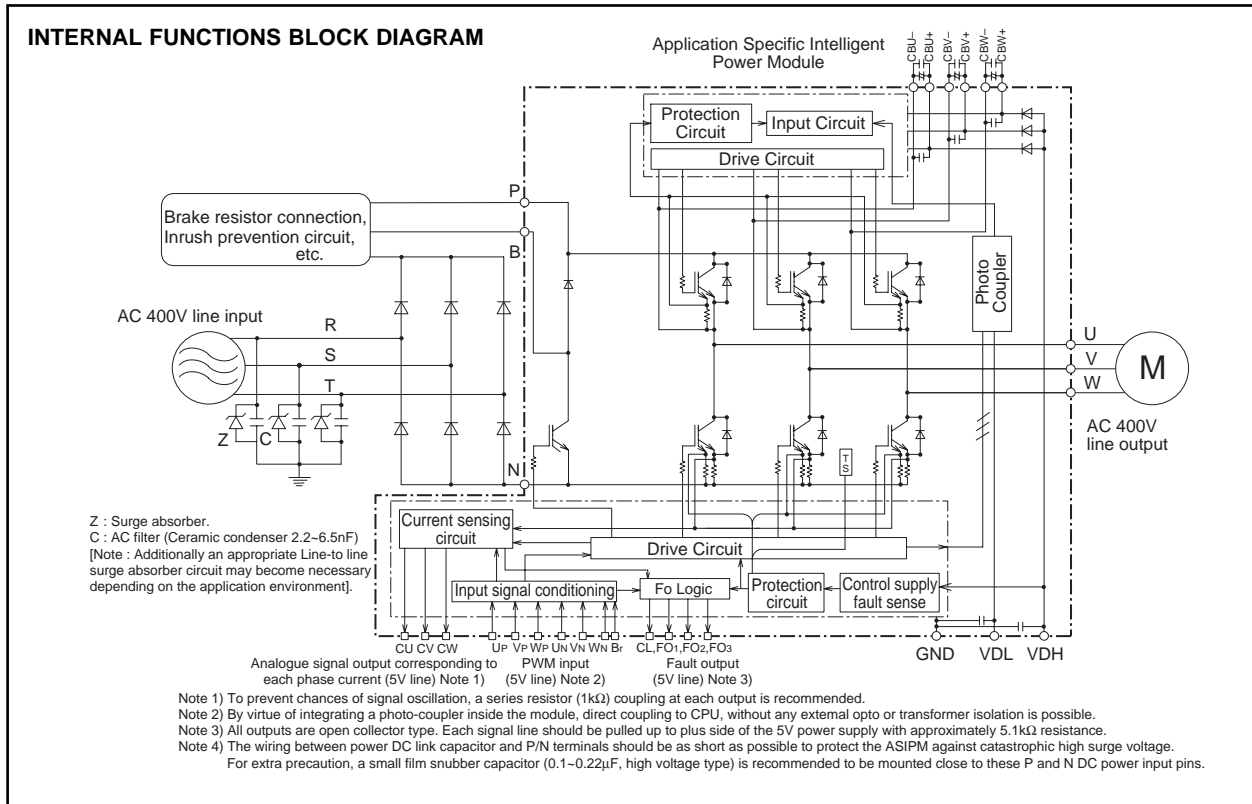 INTERNAL FUNCTIONS BLOCK DIAGRAM
Application Specific Intelligent
Power Module
CBU–
CBU+
CBV–
CBV+
CBW–
CBW+
Protection
Circuit
Input Circuit
Drive Circuit
P
Brake resistor connection,
Inrush prevention circuit,
etc.
B
Photo
Coupler
AC 400V line input
R
S
T
Z
C
U
V
W
M
AC 400V
line output
T
S
N
Z : Surge absorber.
C : AC filter (Ceramic condenser 2.2~6.5nF)
[Note : Additionally an appropriate Line-to line
surge absorber circuit may become necessary
depending on the application environment].
Current sensing
circuit
Drive Circuit
Input signal conditioning
Fo Logic
Protection
circuit
Control supply
fault sense
CU CV CW
UP VP WP UN VN WN Br
CL,FO1,FO2,FO3
GND VDL VDH
Analogue signal output corresponding to
each phase current (5V line) Note 1)
PWM input
(5V line) Note 2)
Fault output
(5V line) Note 3)
Note 1) To prevent chances of signal oscillation, a series resistor (1kΩ) coupling at each output is recommended.
Note 2) By virtue of integrating a photo-coupler inside the module, direct coupling to CPU, without any external opto or transformer isolation is possible.
Note 3) All outputs are open collector type. Each signal line should be pulled up to plus side of the 5V power supply with approximately 5.1kΩ resistance.
Note 4) The wiring between power DC link capacitor and P/N terminals should be as short as possible to protect the ASIPM against catastrophic high surge voltage.
For extra precaution, a small film snubber capacitor (0.1~0.22μF, high voltage type) is recommended to be mounted close to these P and N DC power input pins.